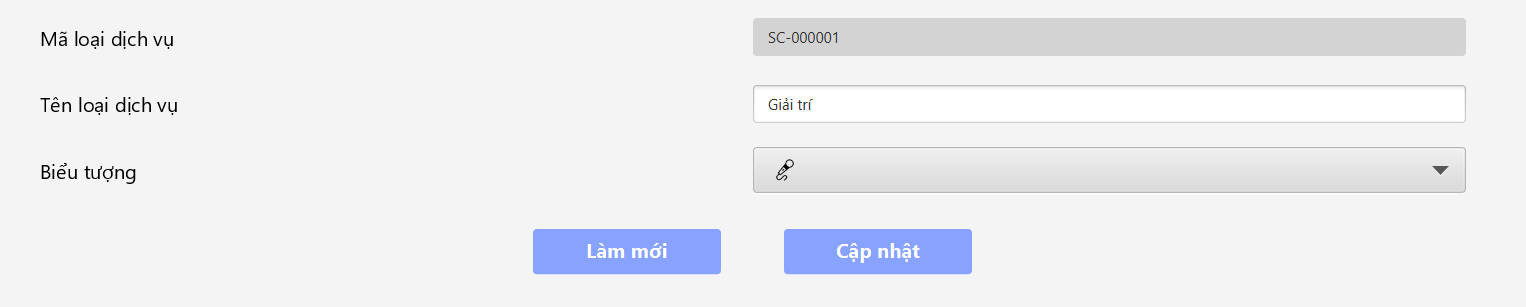 Mã loại dịch vụ SC-000001
Tên loại dịch vụ Giải trí
Biểu tượng
Làm mới Cập nhật